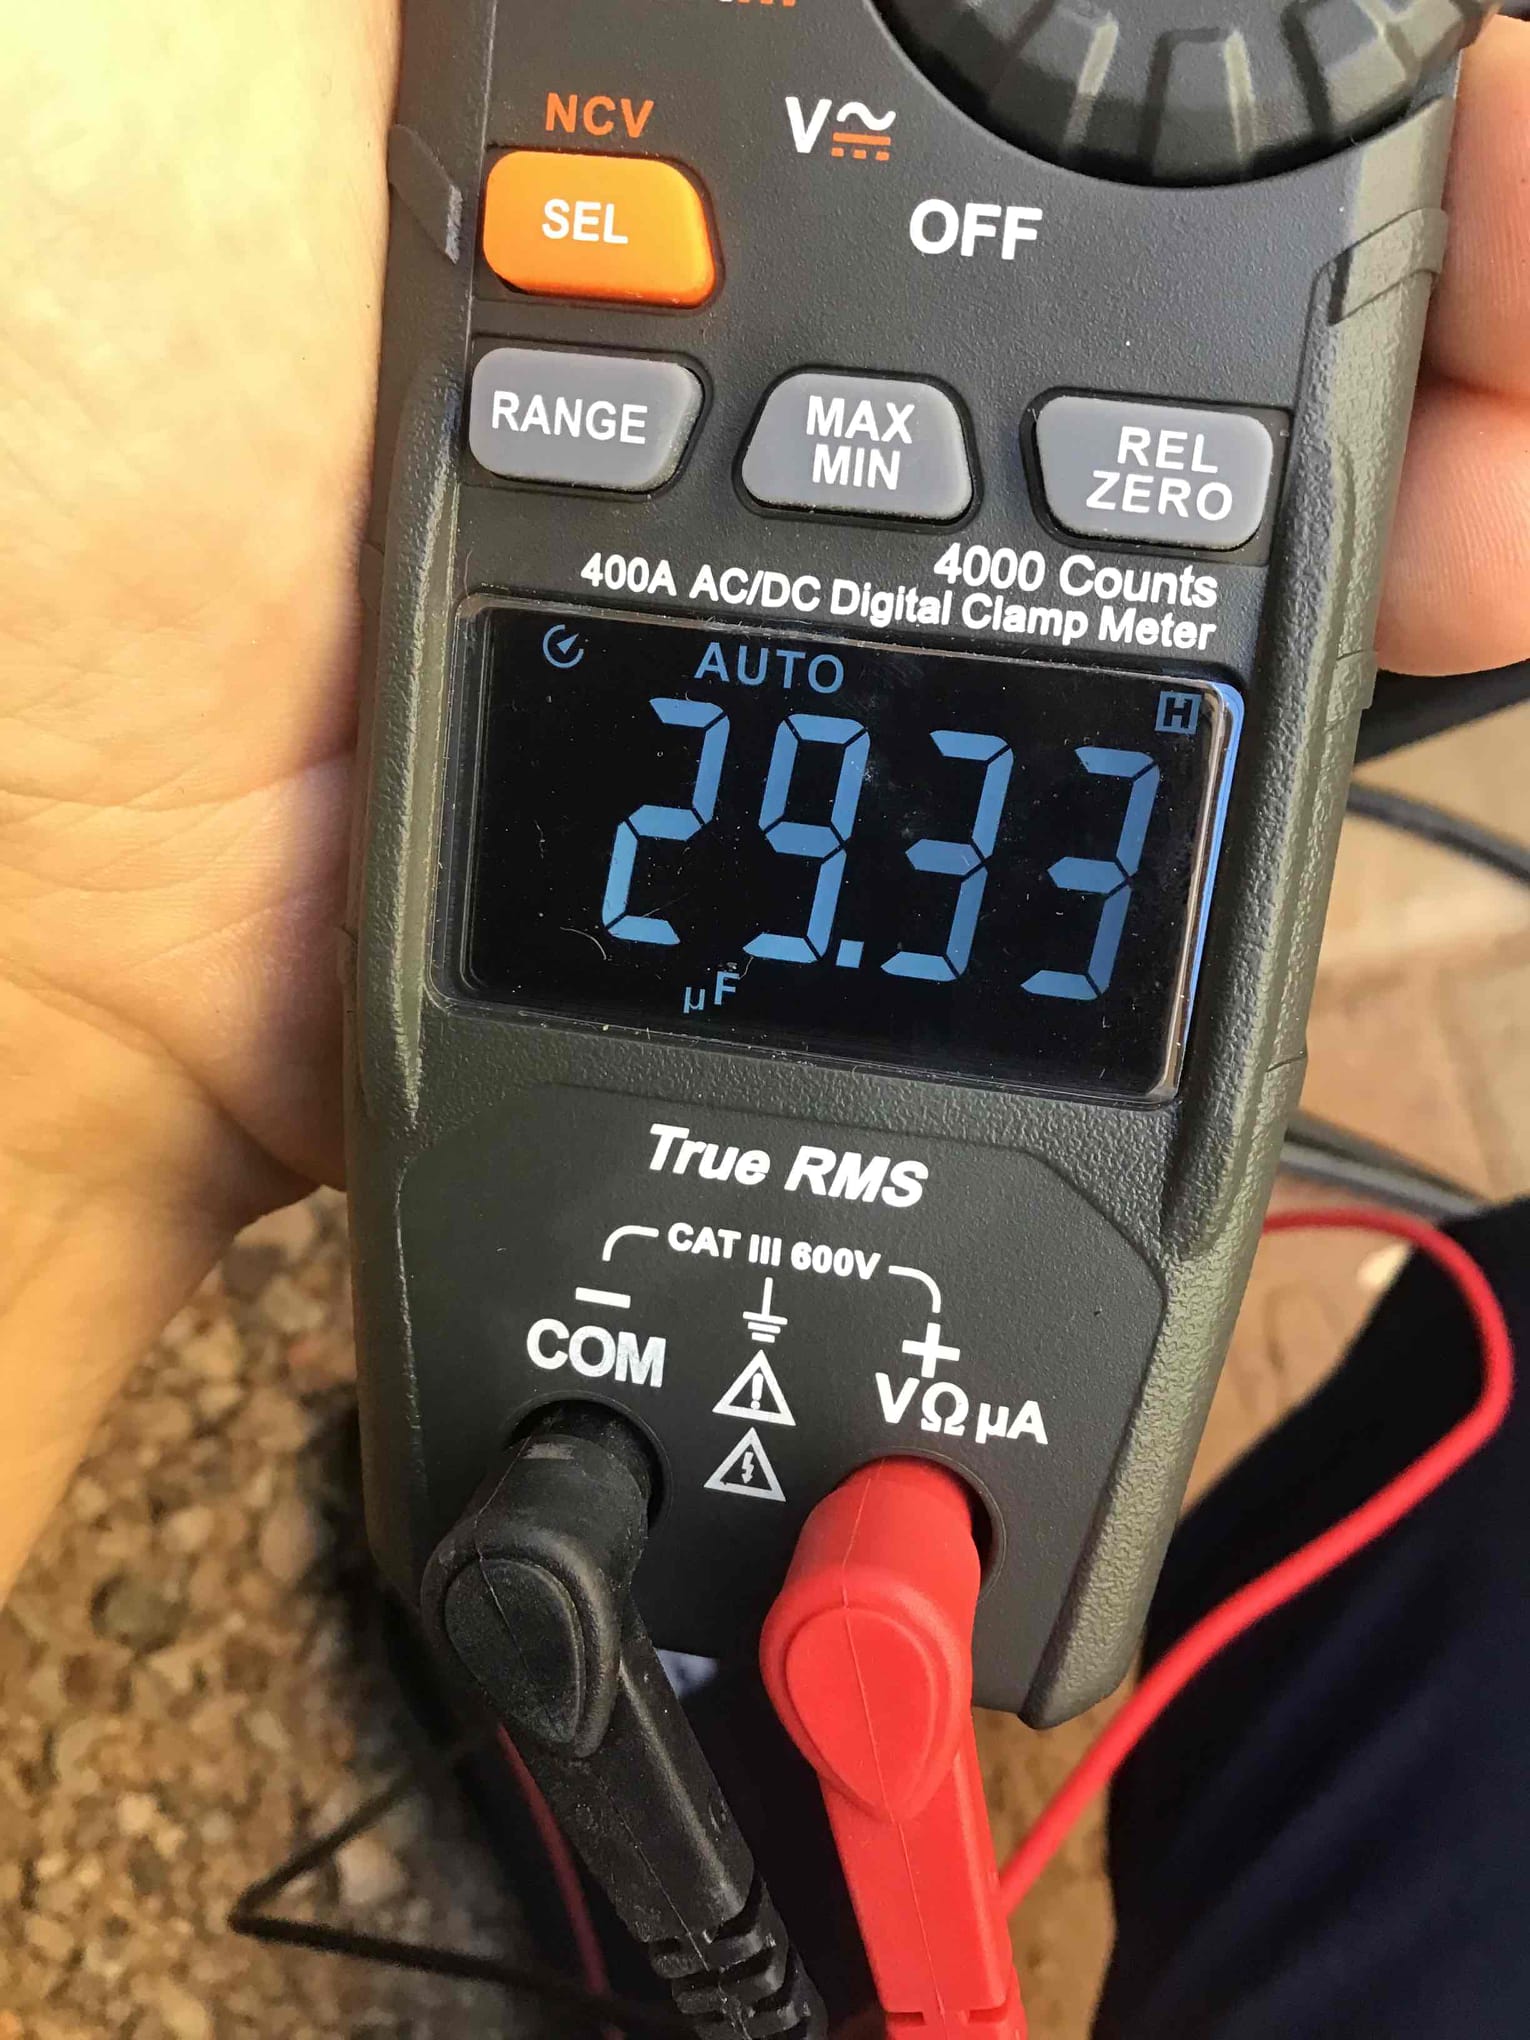 NCV
V
SEL
OFF
RANGE
MAX
MIN
REL
ZERO
4000 Counts
400A AC/DC Digital Clamp Meter
AUTO
H
29.33
µF
True RMS
CAT III 600V
− +
COM
VΩµA